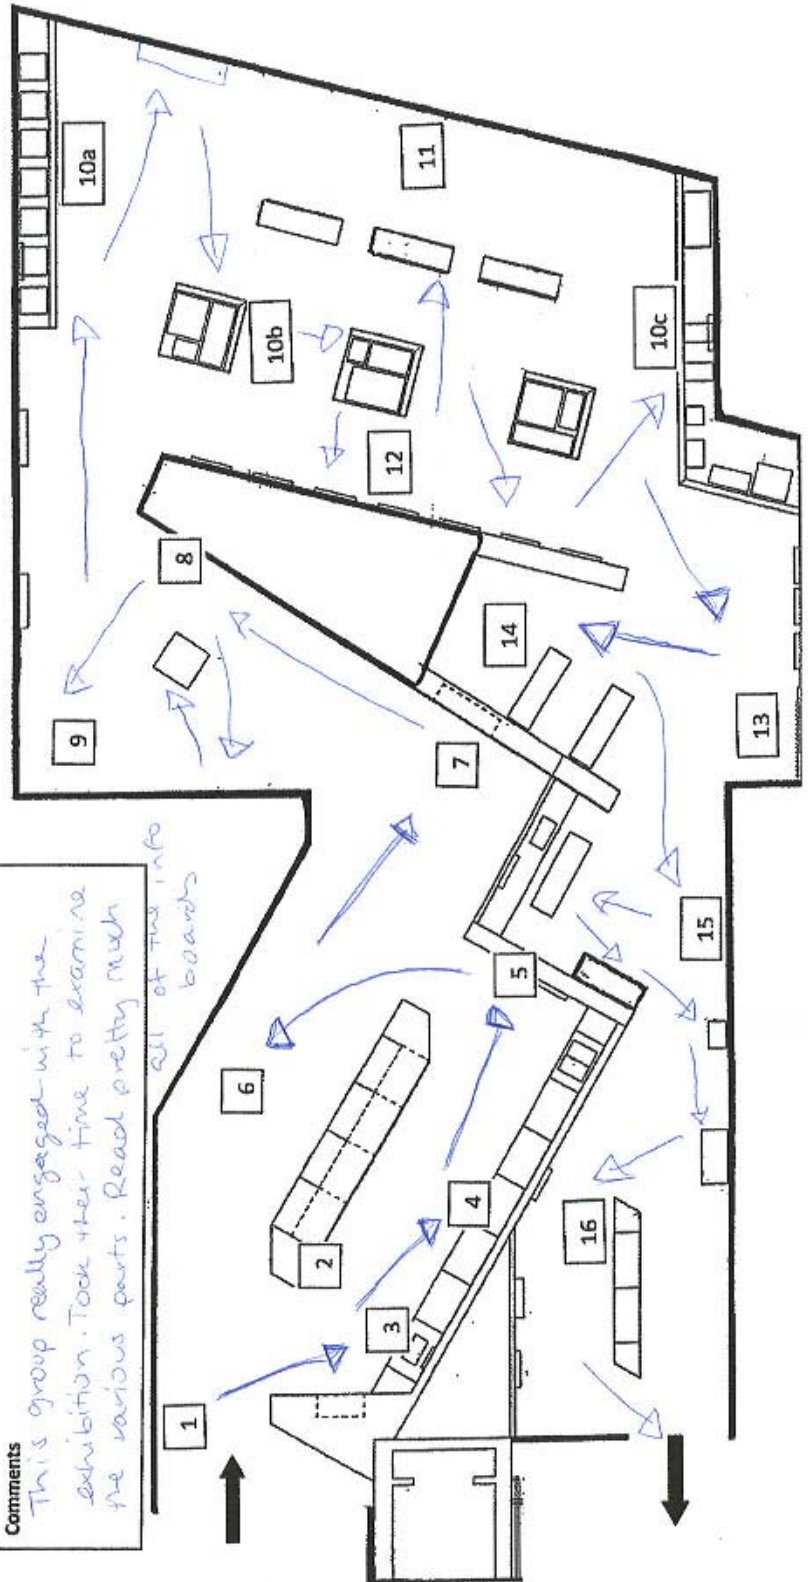 Comments
This group really engaged with the
exhibition. Took their time to examine
the various parts. Read pretty much
all of the info
boards
1
2
3
4
5
6
7
8
9
10a
10b
10c
11
12
13
14
15
16